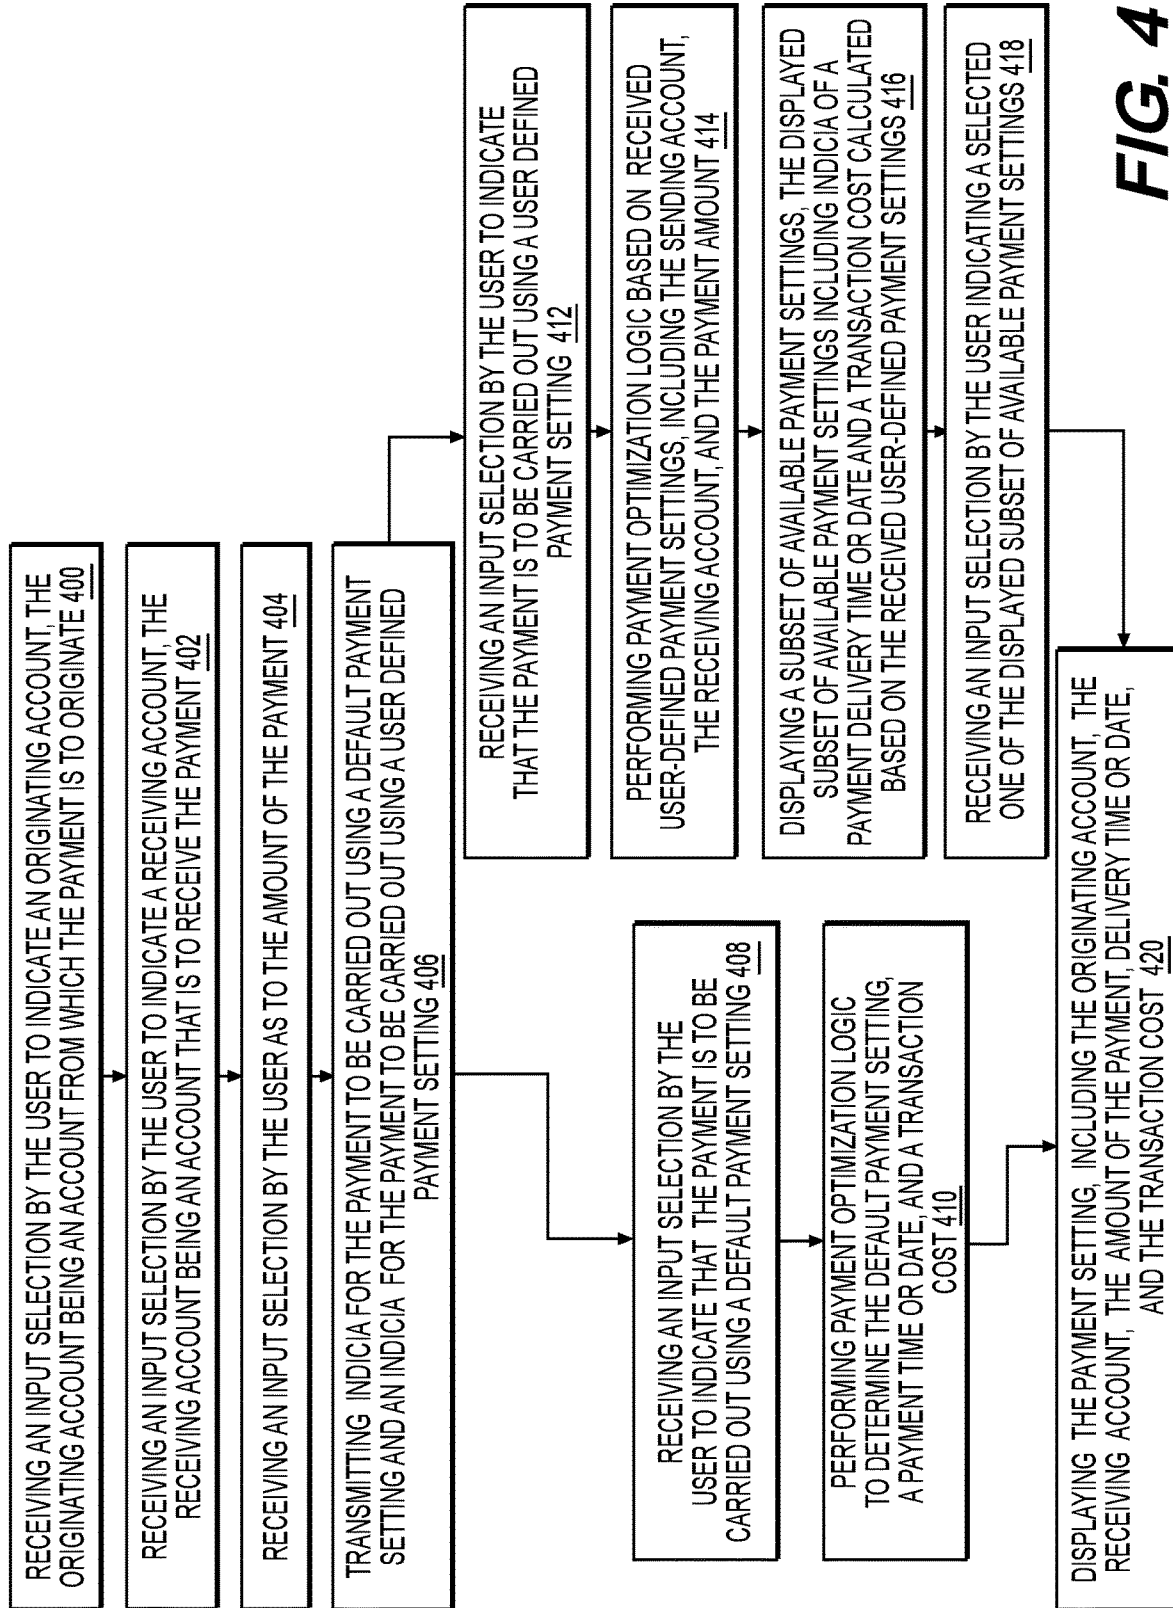 RECEIVING AN INPUT SELECTION BY THE USER TO INDICATE AN ORIGINATING ACCOUNT, THE
ORIGINATING ACCOUNT BEING AN ACCOUNT FROM WHICH THE PAYMENT IS TO ORIGINATE 400
RECEIVING AN INPUT SELECTION BY THE USER TO INDICATE A RECEIVING ACCOUNT, THE
RECEIVING ACCOUNT BEING AN ACCOUNT THAT IS TO RECEIVE THE PAYMENT 402
RECEIVING AN INPUT SELECTION BY THE USER AS TO THE AMOUNT OF THE PAYMENT 404
TRANSMITTING INDICIA FOR THE PAYMENT TO BE CARRIED OUT USING A DEFAULT PAYMENT
SETTING AND AN INDICIA FOR THE PAYMENT TO BE CARRIED OUT USING A USER DEFINED
PAYMENT SETTING 406
RECEIVING AN INPUT SELECTION BY THE
USER TO INDICATE THAT THE PAYMENT IS TO BE
CARRIED OUT USING A DEFAULT PAYMENT SETTING 408
PERFORMING PAYMENT OPTIMIZATION LOGIC
TO DETERMINE THE DEFAULT PAYMENT SETTING,
A PAYMENT TIME OR DATE, AND A TRANSACTION
COST 410
RECEIVING AN INPUT SELECTION BY THE USER TO INDICATE
THAT THE PAYMENT IS TO BE CARRIED OUT USING A USER DEFINED
PAYMENT SETTING 412
PERFORMING PAYMENT OPTIMIZATION LOGIC BASED ON RECEIVED
USER-DEFINED PAYMENT SETTINGS, INCLUDING THE SENDING ACCOUNT,
THE RECEIVING ACCOUNT, AND THE PAYMENT AMOUNT 414
DISPLAYING A SUBSET OF AVAILABLE PAYMENT SETTINGS, THE DISPLAYED
SUBSET OF AVAILABLE PAYMENT SETTINGS INCLUDING INDICIA OF A
PAYMENT DELIVERY TIME OR DATE AND A TRANSACTION COST CALCULATED
BASED ON THE RECEIVED USER-DEFINED PAYMENT SETTINGS 416
RECEIVING AN INPUT SELECTION BY THE USER INDICATING A SELECTED
ONE OF THE DISPLAYED SUBSET OF AVAILABLE PAYMENT SETTINGS 418
DISPLAYING THE PAYMENT SETTING, INCLUDING THE ORIGINATING ACCOUNT, THE
RECEIVING ACCOUNT, THE AMOUNT OF THE PAYMENT, DELIVERY TIME OR DATE,
AND THE TRANSACTION COST 420
FIG. 4